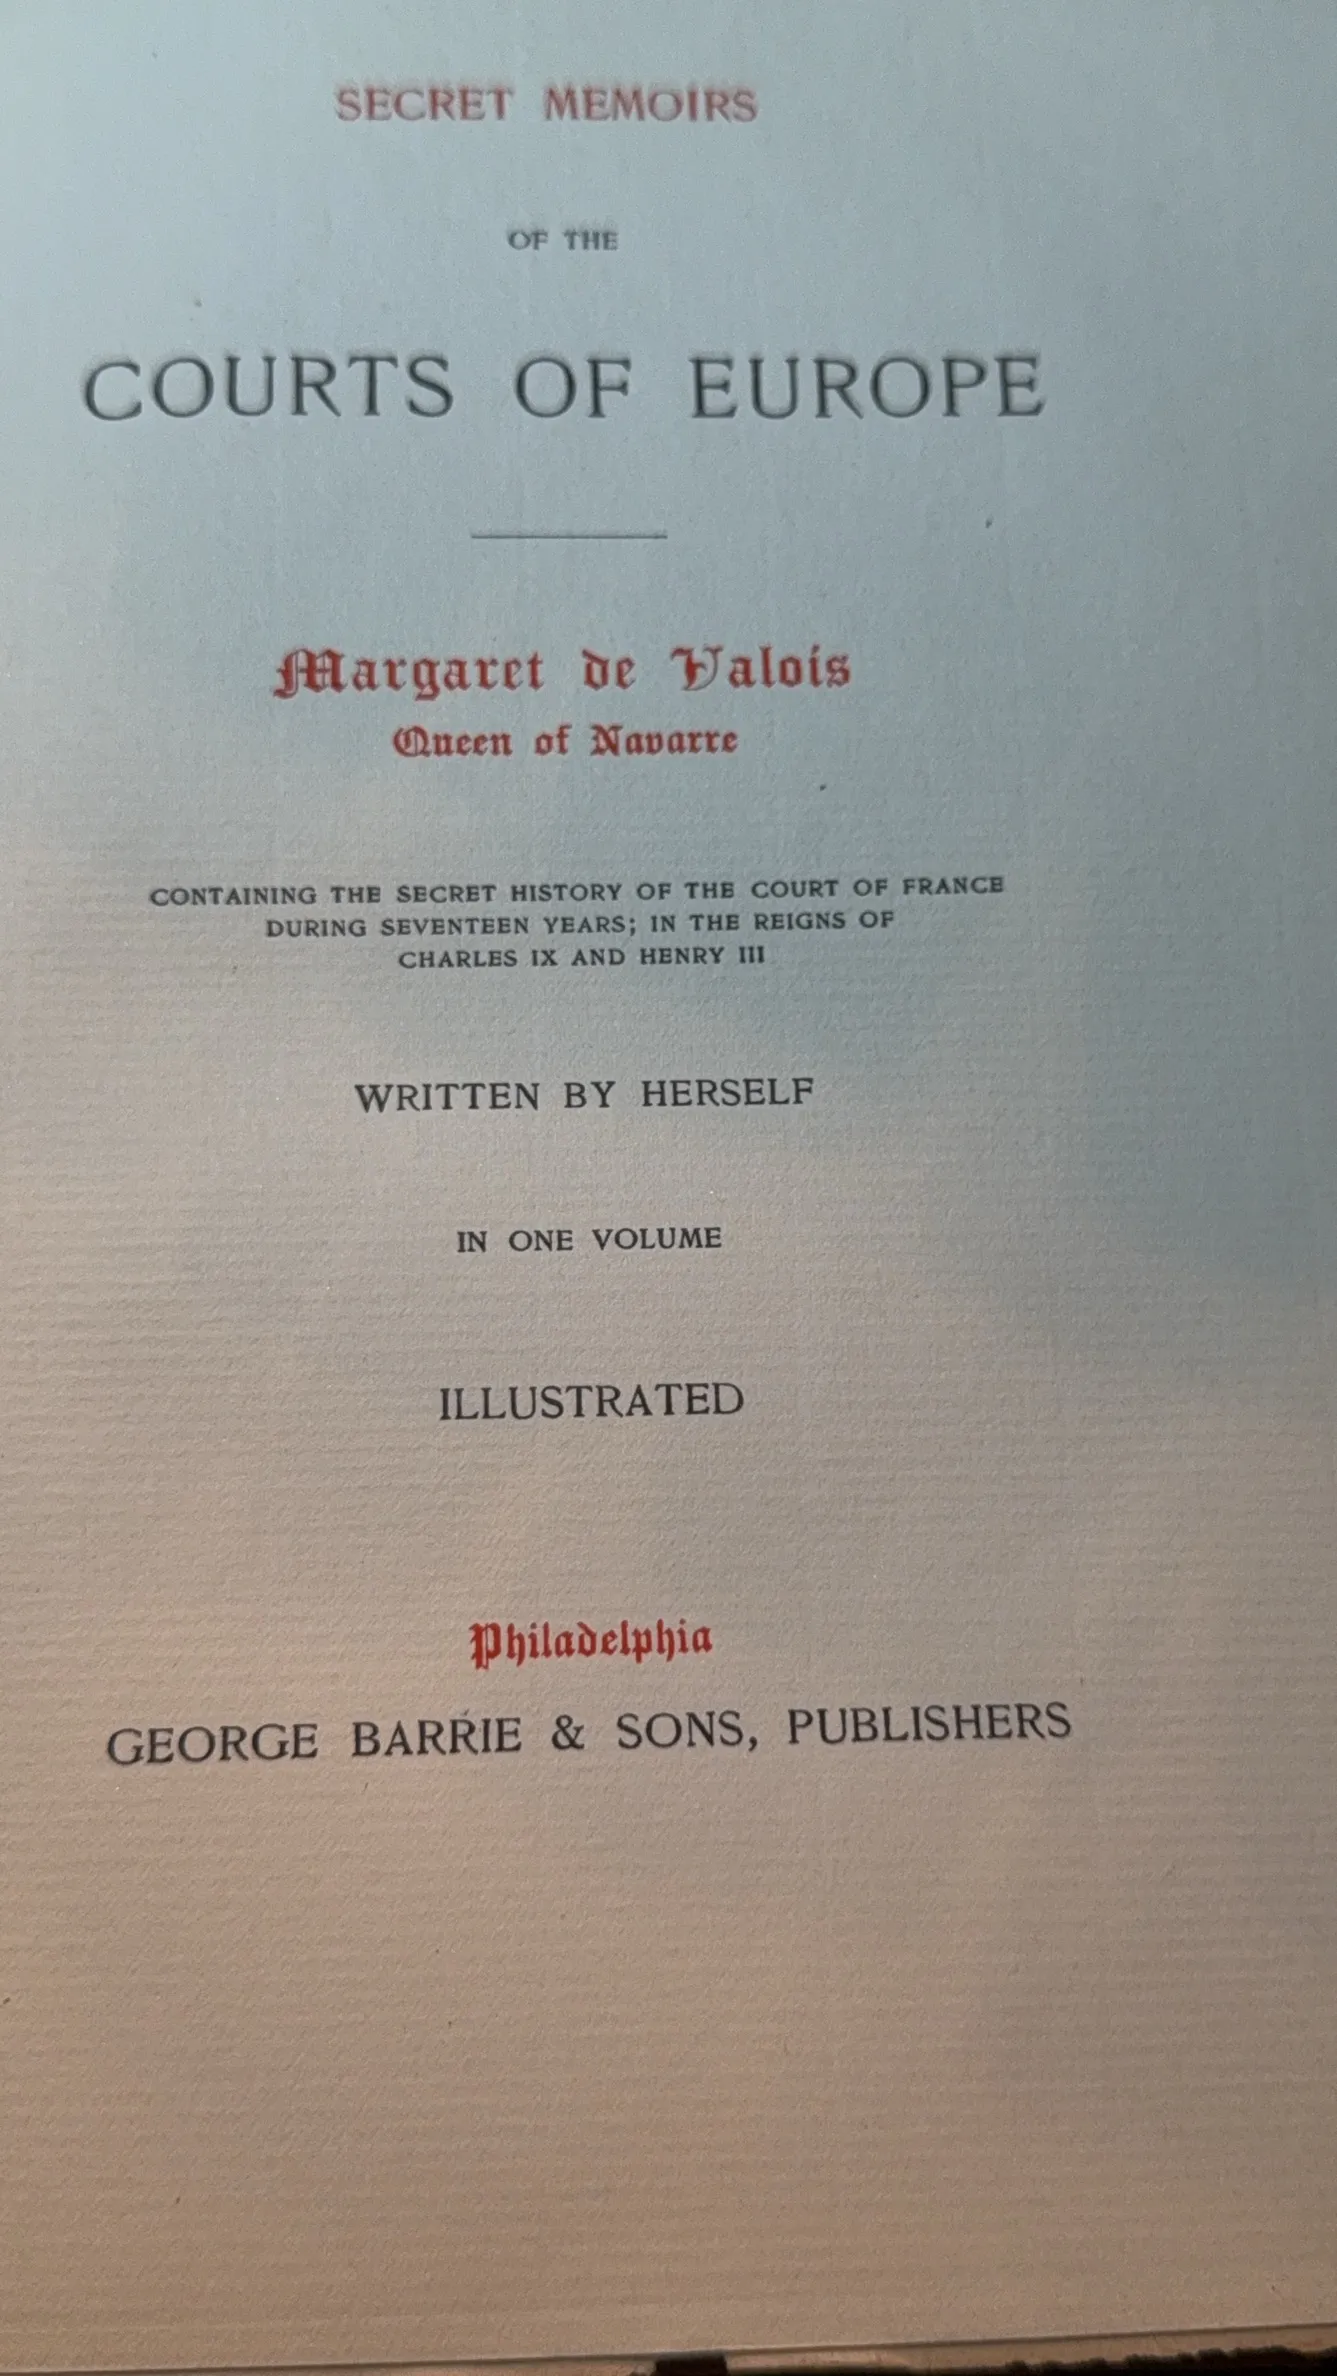 SECRET MEMOIRS
OF THE
COURTS OF EUROPE
Margaret de Valois
Queen of Navarre
CONTAINING THE SECRET HISTORY OF THE COURT OF FRANCE
DURING SEVENTEEN YEARS; IN THE REIGNS OF
CHARLES IX AND HENRY III
WRITTEN BY HERSELF
IN ONE VOLUME
ILLUSTRATED
Philadelphia
GEORGE BARRIE & SONS, PUBLISHERS